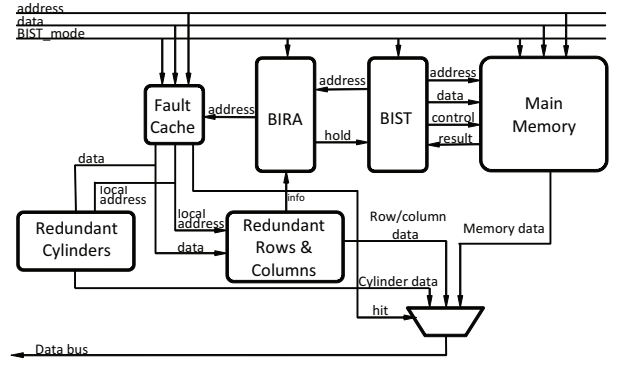 address
data
BIST_mode
Fault
Cache
address
BIRA
address
hold
BIST
address
data
control
result
Main
Memory
data
local
address
info
local
address
data
Redundant
Cylinders
Redundant
Rows &
Columns
Row/column
data
Memory data
Cylinder data
hit
Data bus